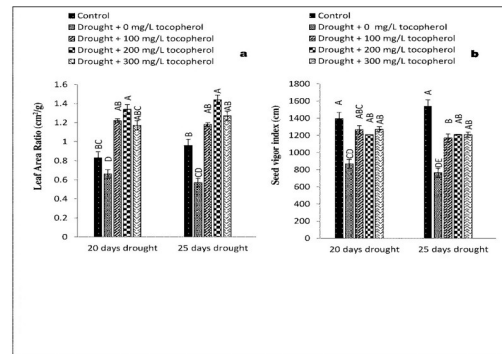 Control
Drought + 0 mg/L tocopherol
Drought + 100 mg/L tocopherol
Drought + 200 mg/L tocopherol
Drought + 300 mg/L tocopherol
a
Leaf Area Ratio (cm²/g)
1.6
1.4
1.2
1
0.8
0.6
0.4
0.2
0
BC
D
AB
A
ABC
B
CD
AB
A
AB
20 days drought
25 days drought
Control
Drought + 0 mg/L tocopherol
Drought + 100 mg/L tocopherol
Drought + 200 mg/L tocopherol
Drought + 300 mg/L tocopherol
b
Seed vigor index (cm)
1800
1600
1400
1200
1000
800
600
400
200
0
A
CD
ABC
AB
AB
A
DE
B
AB
AB
20 days drought
25 days drought